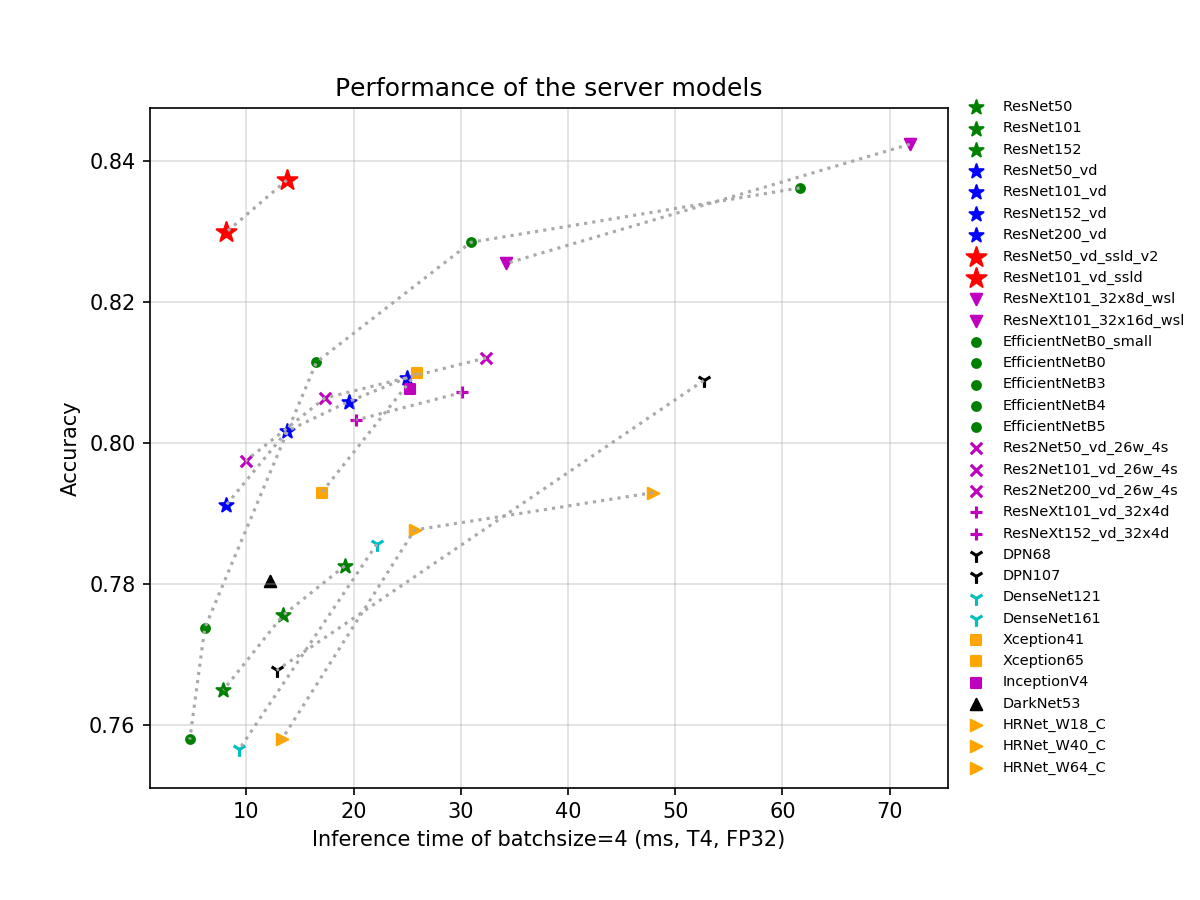 Performance of the server models
0.84
0.82
0.80
0.78
0.76
Accuracy
10 20 30 40 50 60 70
Inference time of batchsize=4 (ms, T4, FP32)
ResNet50
ResNet101
ResNet152
ResNet50_vd
ResNet101_vd
ResNet152_vd
ResNet200_vd
ResNet50_vd_ssld_v2
ResNet101_vd_ssld
ResNeXt101_32x8d_wsl
ResNeXt101_32x16d_wsl
EfficientNetB0_small
EfficientNetB0
EfficientNetB3
EfficientNetB4
EfficientNetB5
Res2Net50_vd_26w_4s
Res2Net101_vd_26w_4s
Res2Net200_vd_26w_4s
ResNeXt101_vd_32x4d
ResNeXt152_vd_32x4d
DPN68
DPN107
DenseNet121
DenseNet161
Xception41
Xception65
InceptionV4
DarkNet53
HRNet_W18_C
HRNet_W40_C
HRNet_W64_C